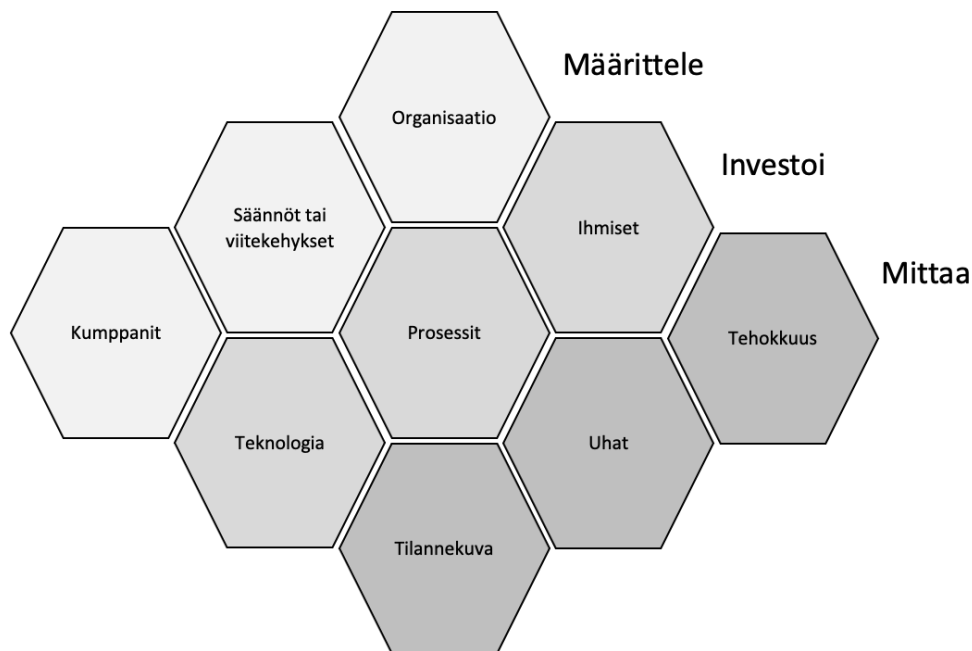 Määrittele
Organisaatio
Investoi
Säännöt tai
viitekehykset
Ihmiset
Mittaa
Kumppanit
Prosessit
Tehokkuus
Teknologia
Uhat
Tilannekuva